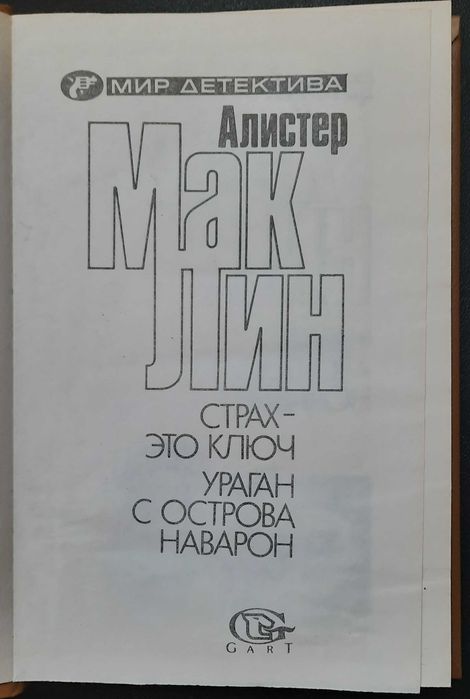 МИР ДЕТЕКТИВА
Алистер
Мак
Лин
СТРАХ–
ЭТО КЛЮЧ
УРАГАН
С ОСТРОВА
НАВАРОН
GART